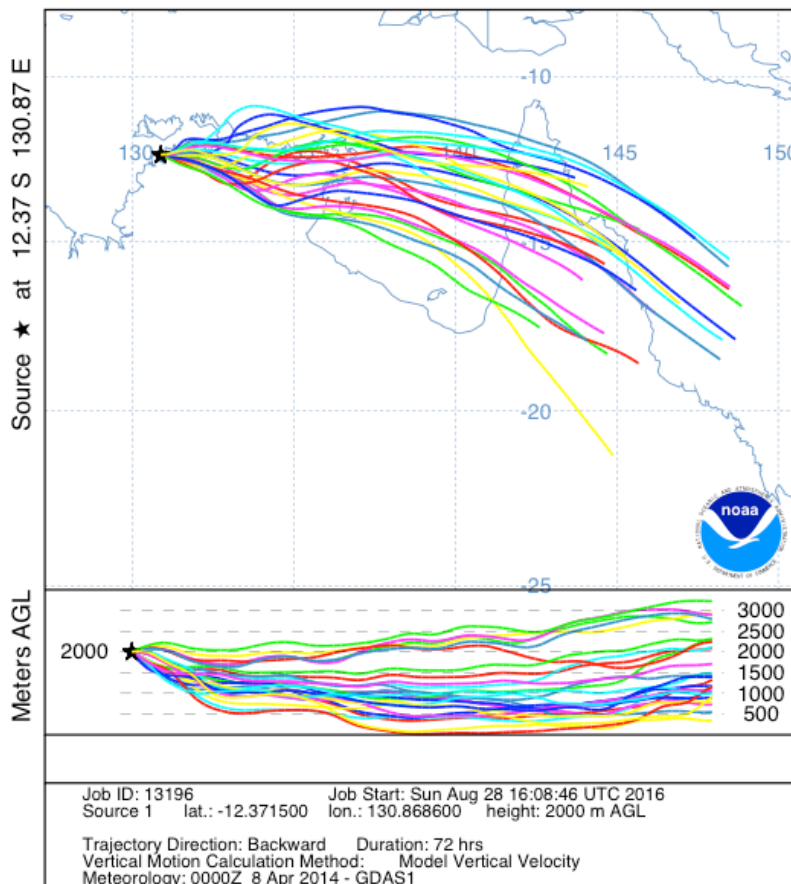 Source ★ at 12.37 S 130.87 E
-10
130
140
145
150
-15
-20
-25
noaa
Meters AGL
2000
3000
2500
2000
1500
1000
500
Job ID: 13196 Job Start: Sun Aug 28 16:08:46 UTC 2016
Source 1 lat.: -12.371500 lon.: 130.868600 height: 2000 m AGL
Trajectory Direction: Backward Duration: 72 hrs
Vertical Motion Calculation Method: Model Vertical Velocity
Meteorology: 0000Z 8 Apr 2014 - GDAS1